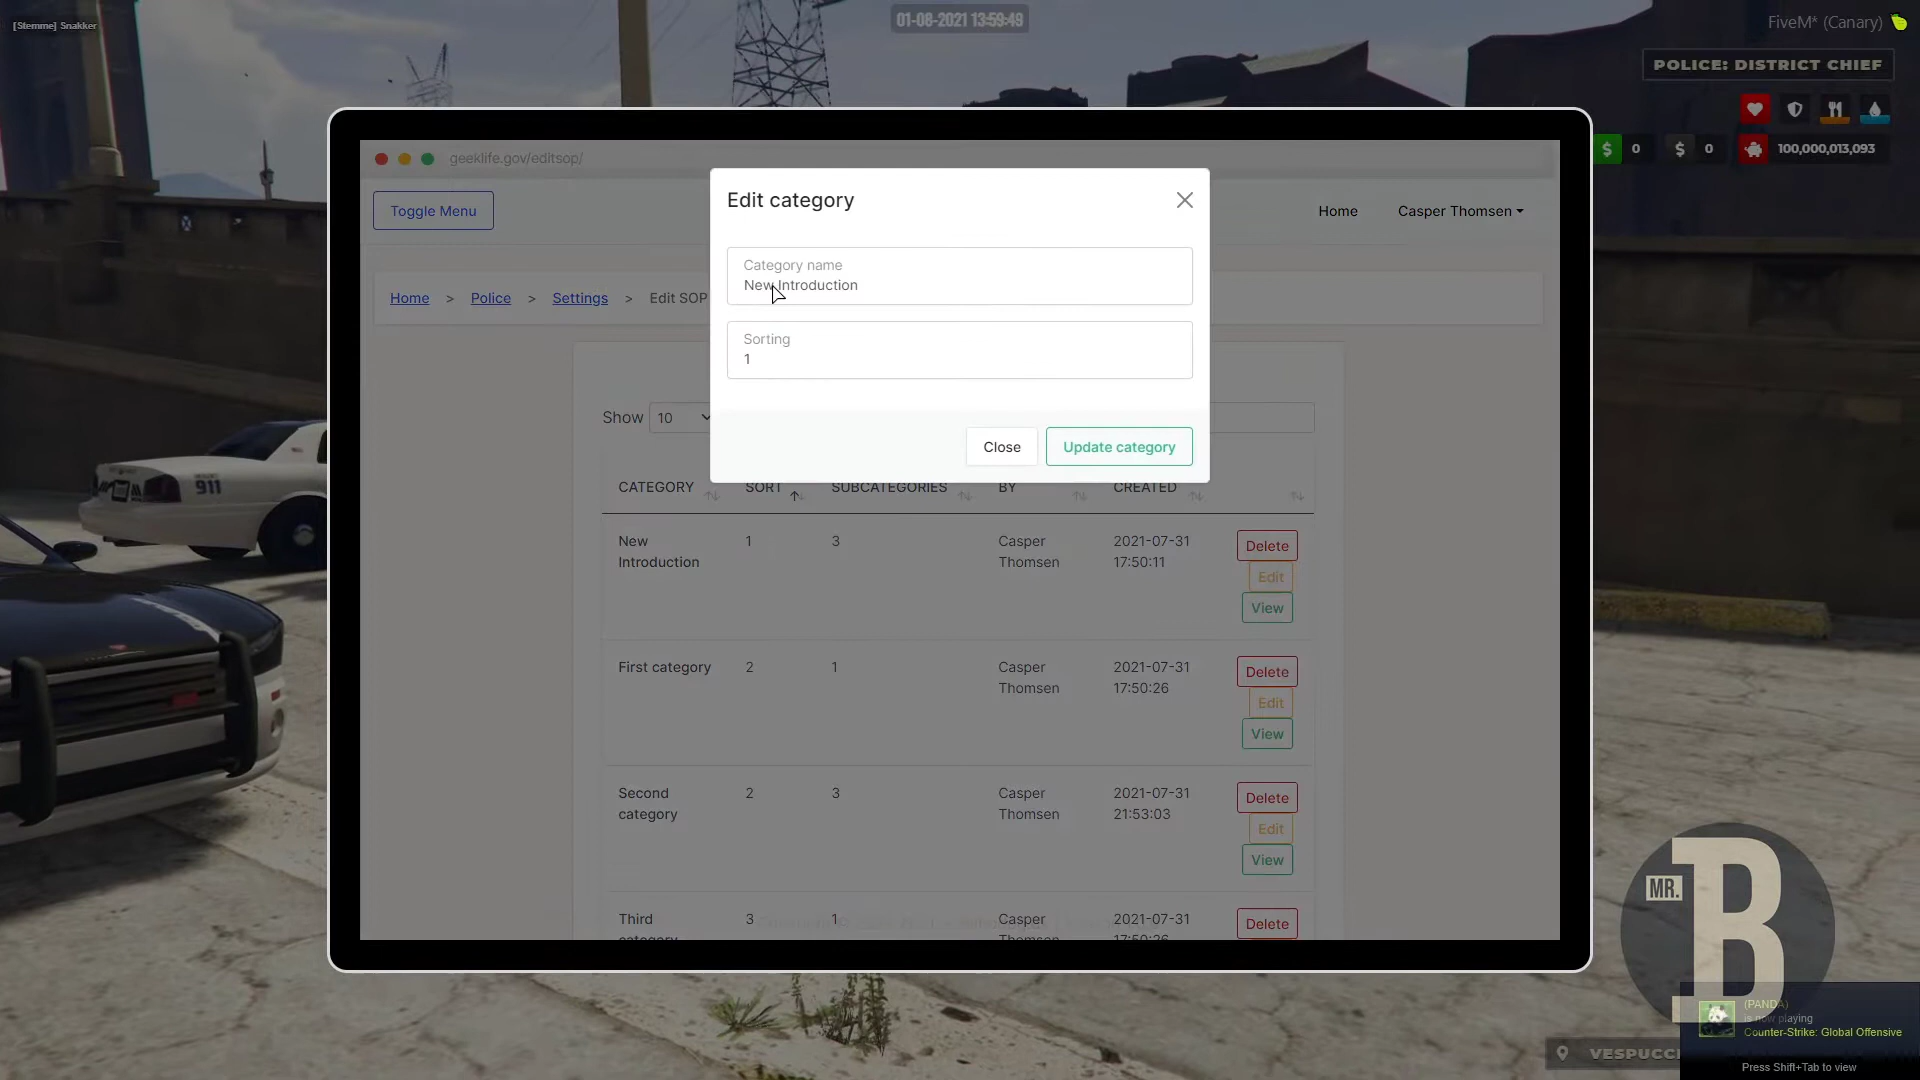 [Stemme] Snakker
01-08-2021 13:59:49
FiveM* (Canary)
POLICE: DISTRICT CHIEF
$ 0 $ 0 100,000,013,093
geeklife.gov/editsop/
Toggle Menu
Home Casper Thomsen
Home > Police > Settings > Edit SOP
Edit category
Category name
New Introduction
Sorting
1
Close Update category
Show 10
CATEGORY SORT SUBCATEGORIES BY CREATED
New Introduction 1 3 Casper Thomsen 2021-07-31 17:50:11
Delete
Edit
View
First category 2 1 Casper Thomsen 2021-07-31 17:50:26
Delete
Edit
View
Second category 2 3 Casper Thomsen 2021-07-31 21:53:03
Delete
Edit
View
Third category 3 1 Casper Thomsen 2021-07-31 17:50:26
Delete
911
MR. B
(PANDA)
is now playing
Counter-Strike: Global Offensive
Press Shift+Tab to view